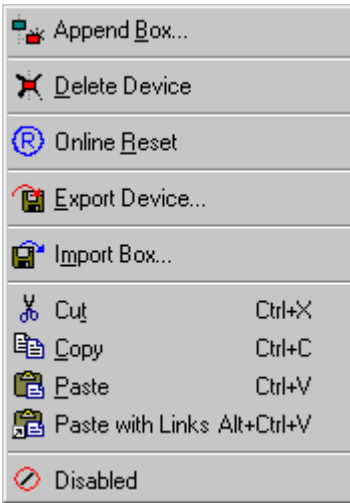 Append Box...
Delete Device
® Online Reset
Export Device...
Import Box...
Cut Ctrl+X
Copy Ctrl+C
Paste Ctrl+V
Paste with Links Alt+Ctrl+V
Disabled